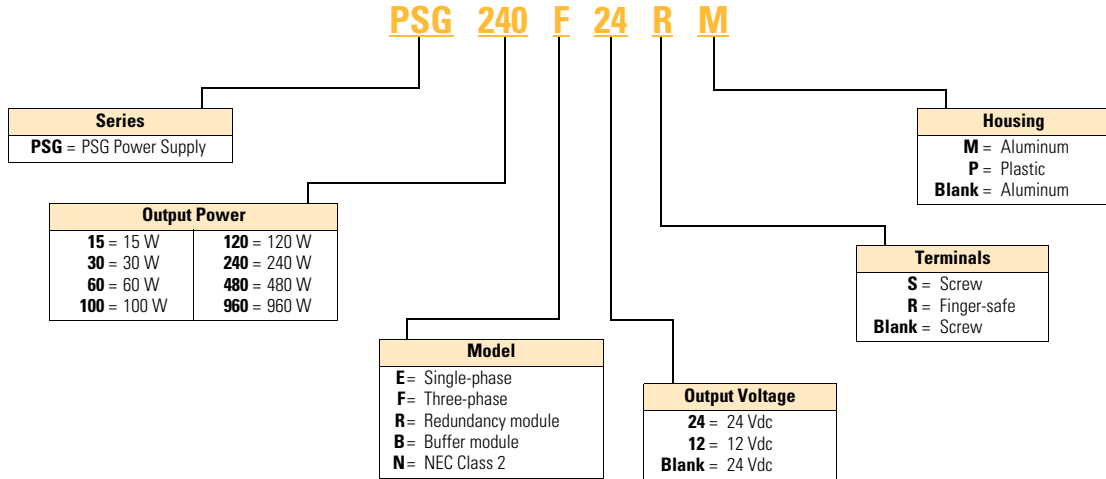 PSG 240 F 24 R M
Series
PSG = PSG Power Supply
Output Power
15 = 15 W
30 = 30 W
60 = 60 W
100 = 100 W
120 = 120 W
240 = 240 W
480 = 480 W
960 = 960 W
Model
E = Single-phase
F = Three-phase
R = Redundancy module
B = Buffer module
N = NEC Class 2
Output Voltage
24 = 24 Vdc
12 = 12 Vdc
Blank = 24 Vdc
Terminals
S = Screw
R = Finger-safe
Blank = Screw
Housing
M = Aluminum
P = Plastic
Blank = Aluminum